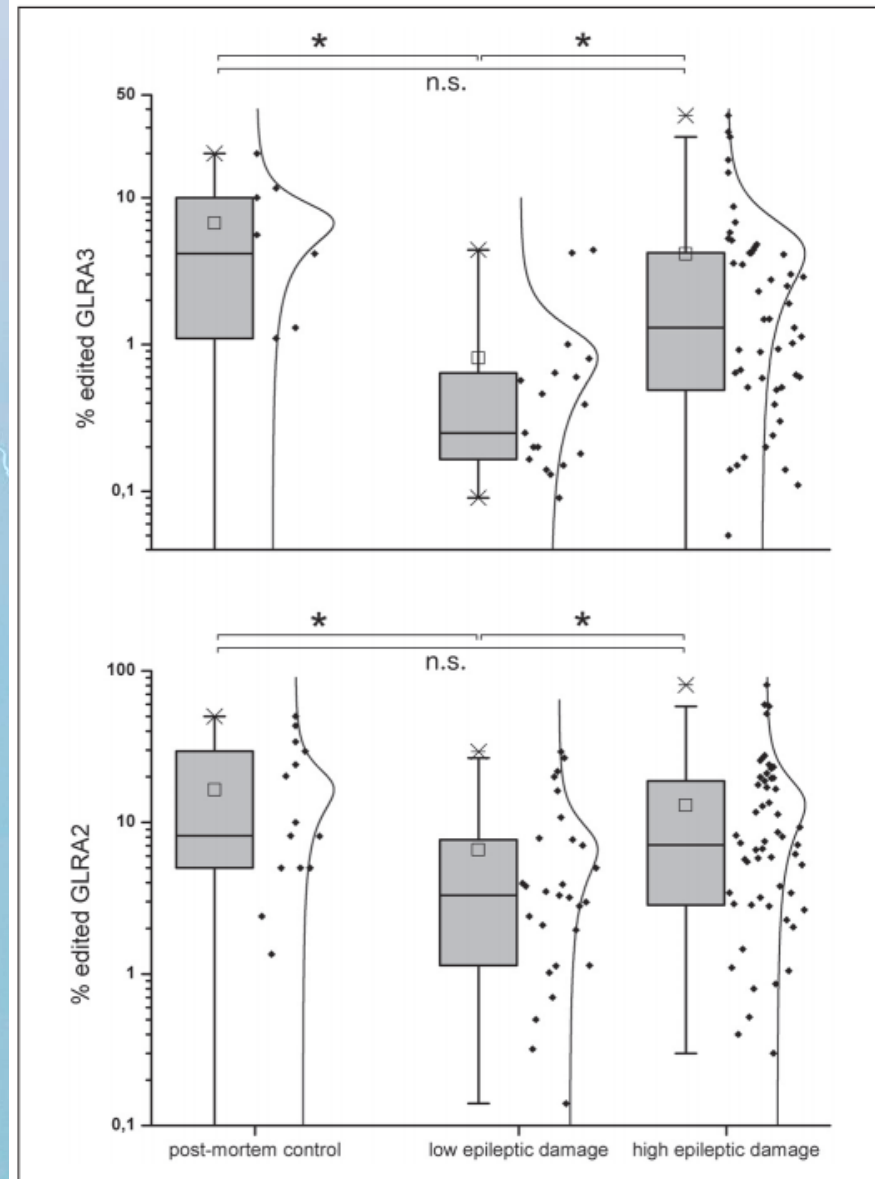 * *
n.s.
50
10
1
0,1
% edited GLRA3
* *
n.s.
100
10
1
0,1
% edited GLRA2
post-mortem control low epileptic damage high epileptic damage